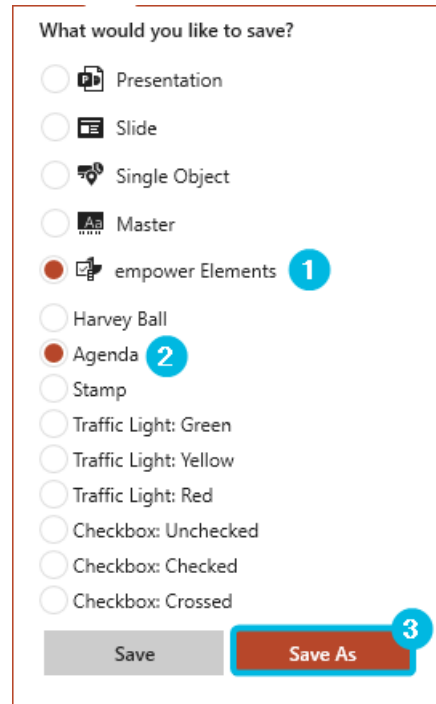 What would you like to save?
Presentation
Slide
Single Object
Aa Master
empower Elements 1
Harvey Ball
Agenda 2
Stamp
Traffic Light: Green
Traffic Light: Yellow
Traffic Light: Red
Checkbox: Unchecked
Checkbox: Checked
Checkbox: Crossed
3
Save Save As